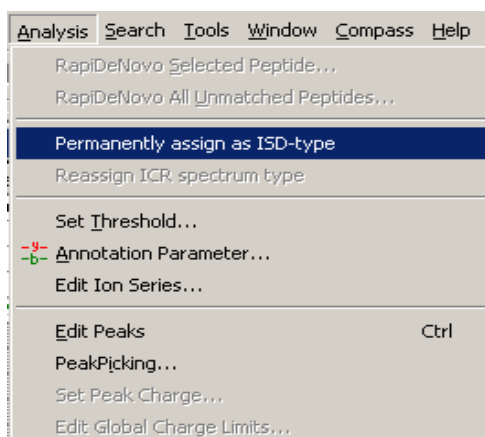 Analysis Search Tools Window Compass Help
RapiDeNovo Selected Peptide...
RapiDeNovo All Unmatched Peptides...
Permanently assign as ISD-type
Reassign ICR spectrum type
Set Threshold...
-y-
-b- Annotation Parameter...
Edit Ion Series...
Edit Peaks Ctrl
PeakPicking...
Set Peak Charge...
Edit Global Charge Limits...